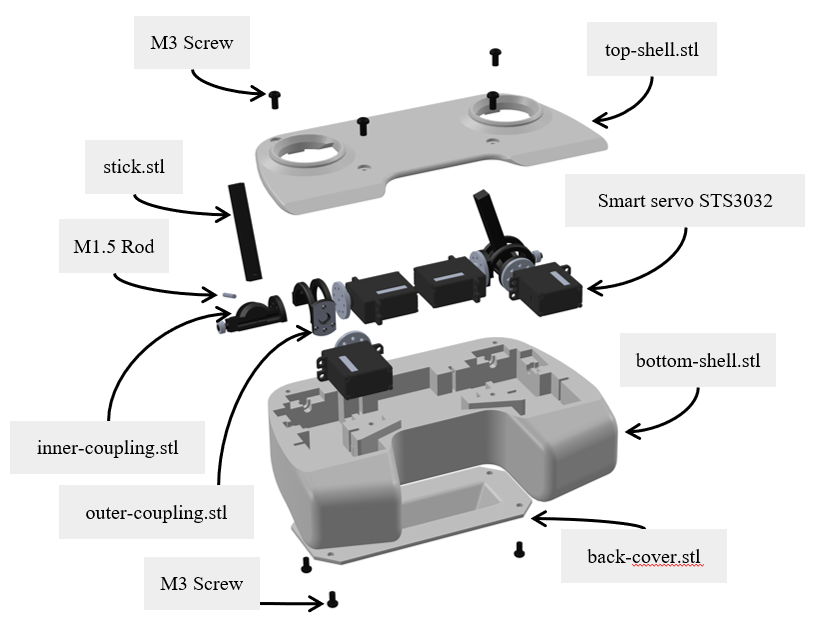 M3 Screw
top-shell.stl
stick.stl
Smart servo STS3032
M1.5 Rod
bottom-shell.stl
inner-coupling.stl
outer-coupling.stl
back-cover.stl
M3 Screw